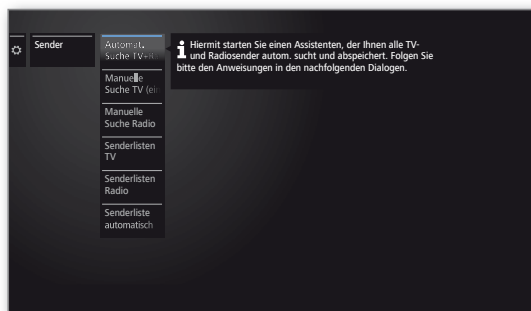 Sender
Automat.
Suche TV+R
Hiermit starten Sie einen Assistenten, der Ihnen alle TV-
und Radiosender autom. sucht und abspeichert. Folgen Sie
bitte den Anweisungen in den nachfolgenden Dialogen.
Manuelle
Suche TV (ein
Manuelle
Suche Radio
Senderlisten
TV
Senderlisten
Radio
Senderliste
automatisch